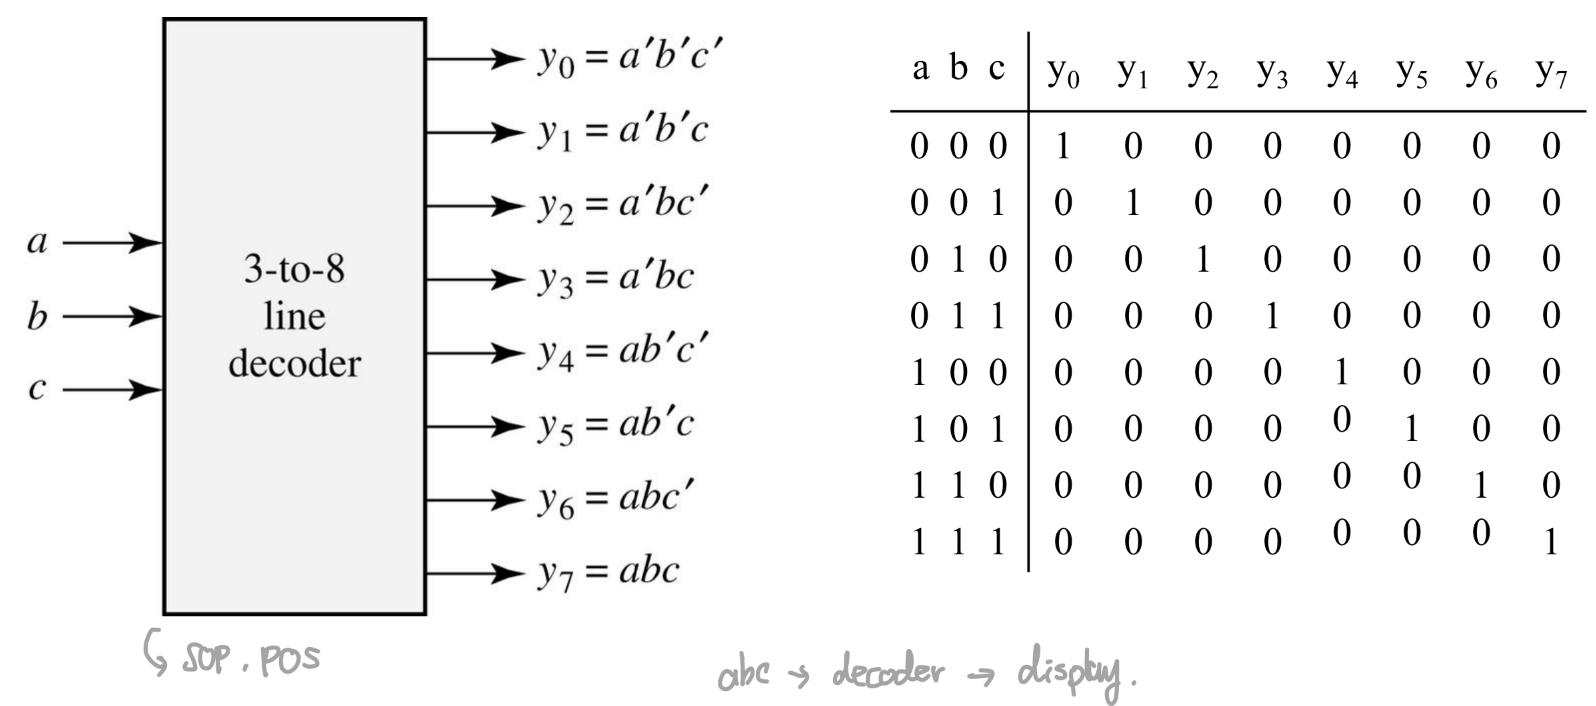 y₀ = a′b′c′
y₁ = a′b′c
y₂ = a′bc′
a
y₃ = a′bc
b
3-to-8
line
decoder
y₄ = ab′c′
c
y₅ = ab′c
y₆ = abc′
y₇ = abc
a b c y₀ y₁ y₂ y₃ y₄ y₅ y₆ y₇
0 0 0 1 0 0 0 0 0 0 0
0 0 1 0 1 0 0 0 0 0 0
0 1 0 0 0 1 0 0 0 0 0
0 1 1 0 0 0 1 0 0 0 0
1 0 0 0 0 0 0 1 0 0 0
1 0 1 0 0 0 0 0 1 0 0
1 1 0 0 0 0 0 0 0 1 0
1 1 1 0 0 0 0 0 0 0 1
↳ SOP. POS
abc → decoder → display.